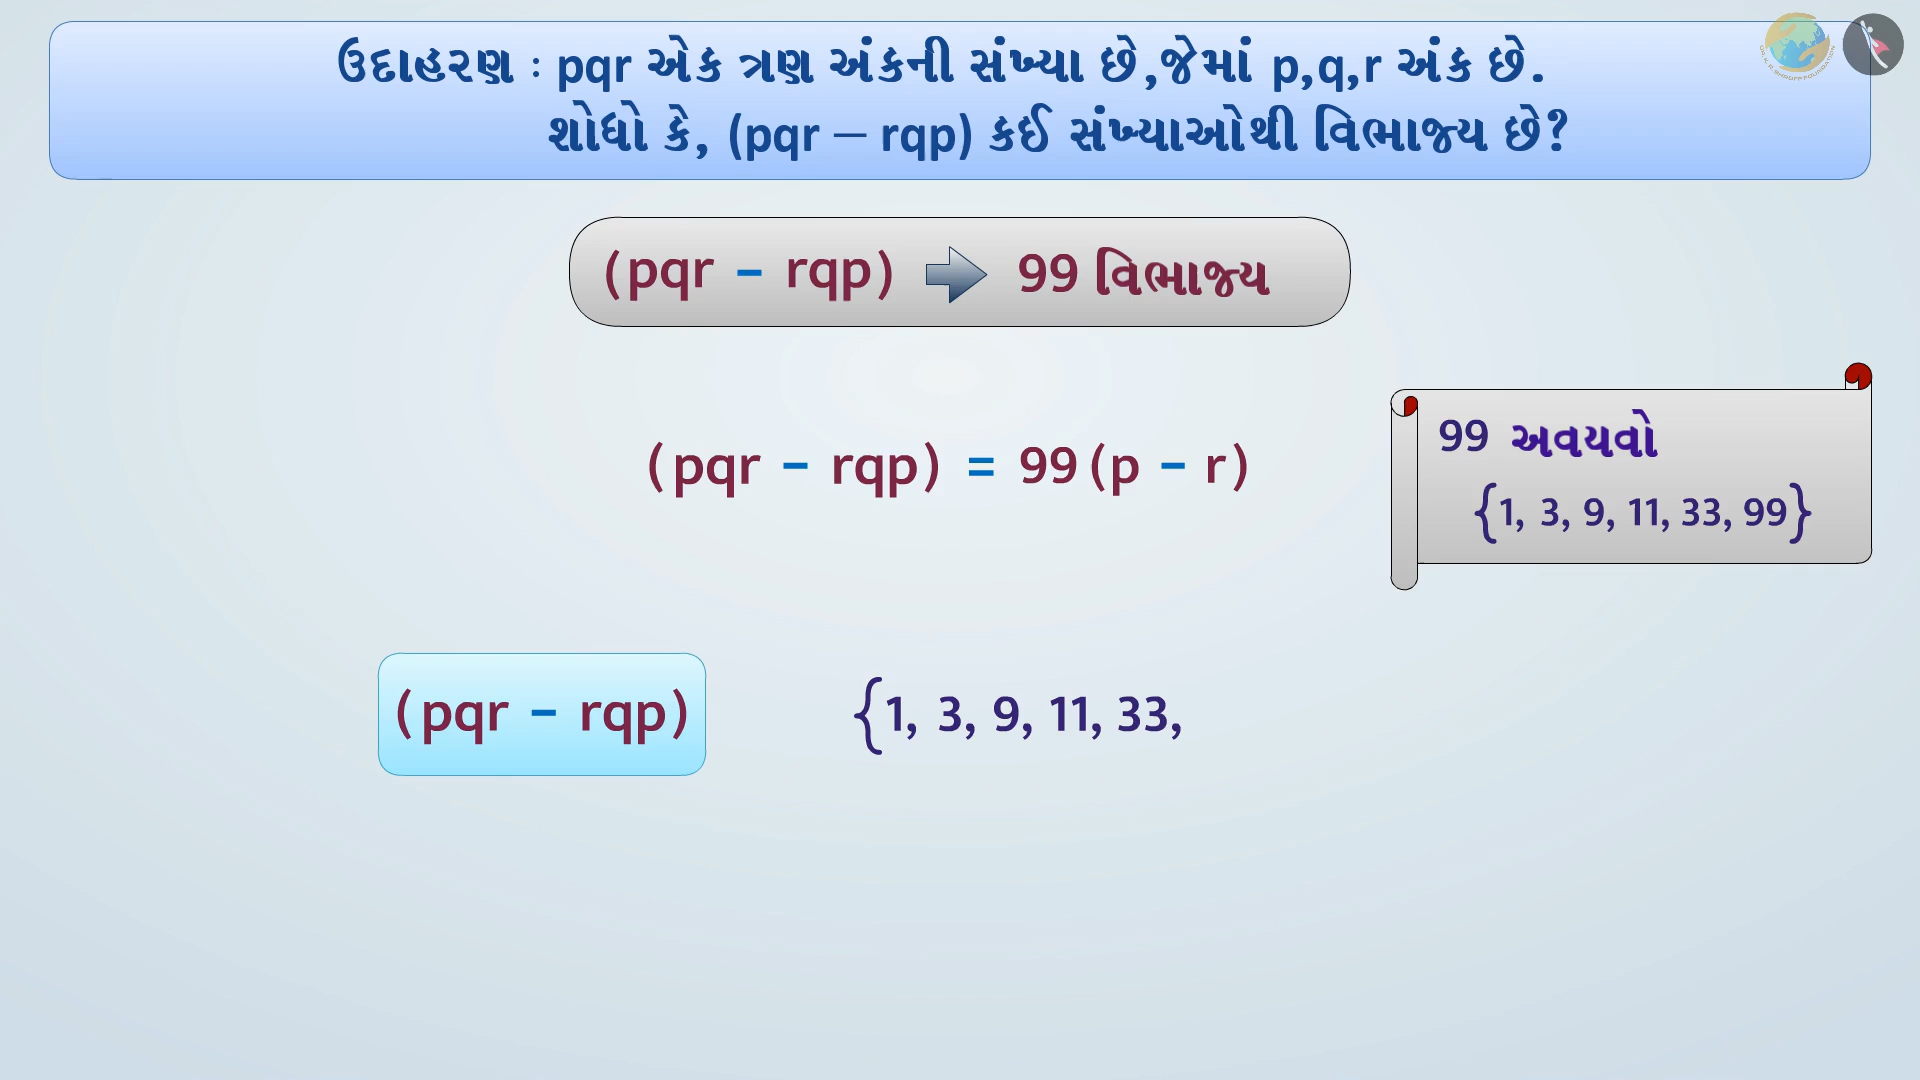 ઉદાહરણ : pqr એક ત્રણ અંકની સંખ્યા છે,જેમાં p,q,r અંક છે.
શોધો કે, (pqr – rqp) કઈ સંખ્યાઓથી વિભાજ્ય છે?
(pqr - rqp) 99 વિભાજ્ય
(pqr - rqp) = 99(p - r)
99 અવયવો
{1, 3, 9, 11, 33, 99}
(pqr - rqp) {1, 3, 9, 11, 33,